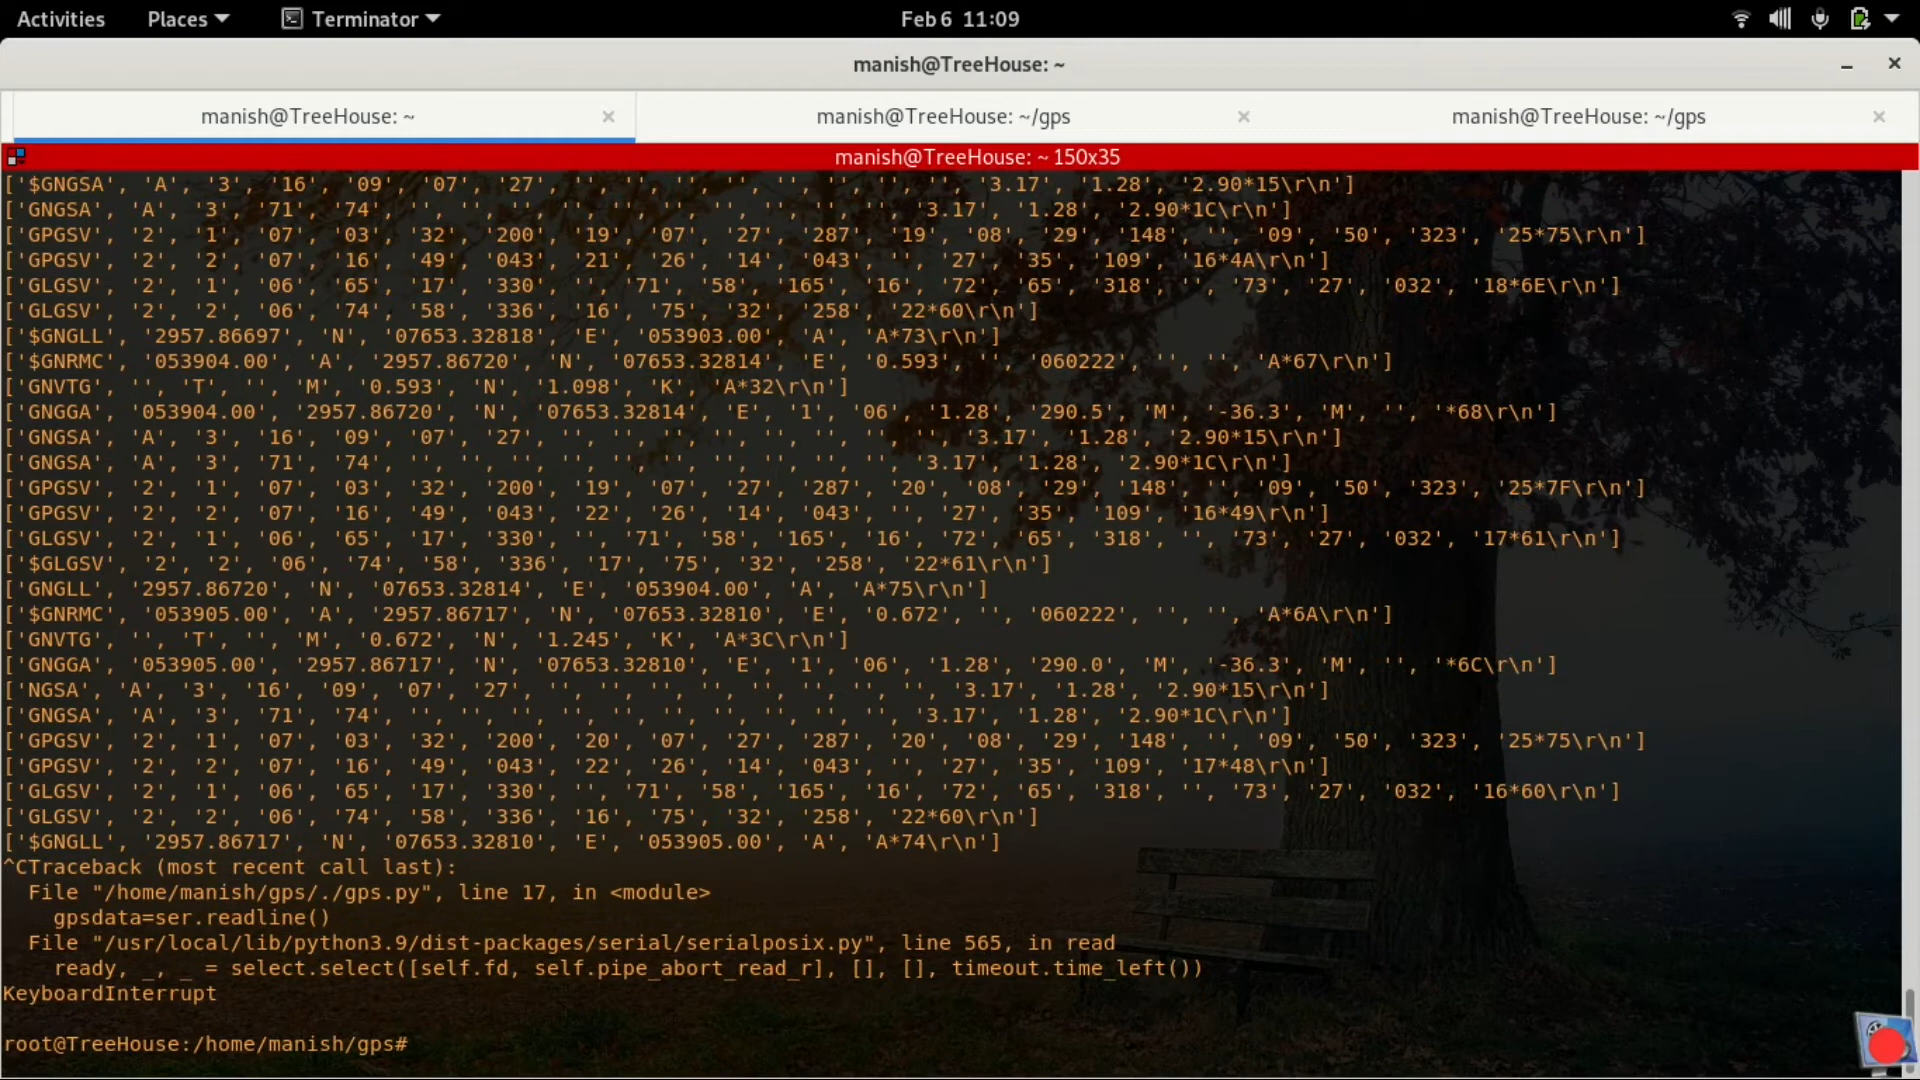 Activities Places Terminator Feb 6 11:09
manish@TreeHouse: ~
manish@TreeHouse: ~ × manish@TreeHouse: ~/gps × manish@TreeHouse: ~/gps ×
manish@TreeHouse: ~ 150x35
['$GNGSA', 'A', '3', '16', '09', '07', '27', '', '', '', '', '', '', '', '', '3.17', '1.28', '2.90*15\r\n']
['GNGSA', 'A', '3', '71', '74', '', '', '', '', '', '', '', '', '', '', '3.17', '1.28', '2.90*1C\r\n']
['GPGSV', '2', '1', '07', '03', '32', '200', '19', '07', '27', '287', '19', '08', '29', '148', '', '09', '50', '323', '25*75\r\n']
['GPGSV', '2', '2', '07', '16', '49', '043', '21', '26', '14', '043', '', '27', '35', '109', '16*4A\r\n']
['GLGSV', '2', '1', '06', '65', '17', '330', '', '71', '58', '165', '16', '72', '65', '318', '', '73', '27', '032', '18*6E\r\n']
['GLGSV', '2', '2', '06', '74', '58', '336', '16', '75', '32', '258', '22*60\r\n']
['$GNGLL', '2957.86697', 'N', '07653.32818', 'E', '053903.00', 'A', 'A*73\r\n']
['$GNRMC', '053904.00', 'A', '2957.86720', 'N', '07653.32814', 'E', '0.593', '', '060222', '', '', 'A*67\r\n']
['GNVTG', '', 'T', '', 'M', '0.593', 'N', '1.098', 'K', 'A*32\r\n']
['GNGGA', '053904.00', '2957.86720', 'N', '07653.32814', 'E', '1', '06', '1.28', '290.5', 'M', '-36.3', 'M', '', '*68\r\n']
['GNGSA', 'A', '3', '16', '09', '07', '27', '', '', '', '', '', '', '', '', '3.17', '1.28', '2.90*15\r\n']
['GNGSA', 'A', '3', '71', '74', '', '', '', '', '', '', '', '', '', '', '3.17', '1.28', '2.90*1C\r\n']
['GPGSV', '2', '1', '07', '03', '32', '200', '19', '07', '27', '287', '20', '08', '29', '148', '', '09', '50', '323', '25*7F\r\n']
['GPGSV', '2', '2', '07', '16', '49', '043', '22', '26', '14', '043', '', '27', '35', '109', '16*49\r\n']
['GLGSV', '2', '1', '06', '65', '17', '330', '', '71', '58', '165', '16', '72', '65', '318', '', '73', '27', '032', '17*61\r\n']
['$GLGSV', '2', '2', '06', '74', '58', '336', '17', '75', '32', '258', '22*61\r\n']
['GNGLL', '2957.86720', 'N', '07653.32814', 'E', '053904.00', 'A', 'A*75\r\n']
['$GNRMC', '053905.00', 'A', '2957.86717', 'N', '07653.32810', 'E', '0.672', '', '060222', '', '', 'A*6A\r\n']
['GNVTG', '', 'T', '', 'M', '0.672', 'N', '1.245', 'K', 'A*3C\r\n']
['GNGGA', '053905.00', '2957.86717', 'N', '07653.32810', 'E', '1', '06', '1.28', '290.0', 'M', '-36.3', 'M', '', '*6C\r\n']
['NGSA', 'A', '3', '16', '09', '07', '27', '', '', '', '', '', '', '', '', '3.17', '1.28', '2.90*15\r\n']
['GNGSA', 'A', '3', '71', '74', '', '', '', '', '', '', '', '', '', '', '3.17', '1.28', '2.90*1C\r\n']
['GPGSV', '2', '1', '07', '03', '32', '200', '20', '07', '27', '287', '20', '08', '29', '148', '', '09', '50', '323', '25*75\r\n']
['GPGSV', '2', '2', '07', '16', '49', '043', '22', '26', '14', '043', '', '27', '35', '109', '17*48\r\n']
['GLGSV', '2', '1', '06', '65', '17', '330', '', '71', '58', '165', '16', '72', '65', '318', '', '73', '27', '032', '16*60\r\n']
['GLGSV', '2', '2', '06', '74', '58', '336', '16', '75', '32', '258', '22*60\r\n']
['$GNGLL', '2957.86717', 'N', '07653.32810', 'E', '053905.00', 'A', 'A*74\r\n']
^CTraceback (most recent call last):
  File "/home/manish/gps/./gps.py", line 17, in <module>
    gpsdata=ser.readline()
  File "/usr/local/lib/python3.9/dist-packages/serial/serialposix.py", line 565, in read
    ready, _, _ = select.select([self.fd, self.pipe_abort_read_r], [], [], timeout.time_left())
KeyboardInterrupt
root@TreeHouse:/home/manish/gps#